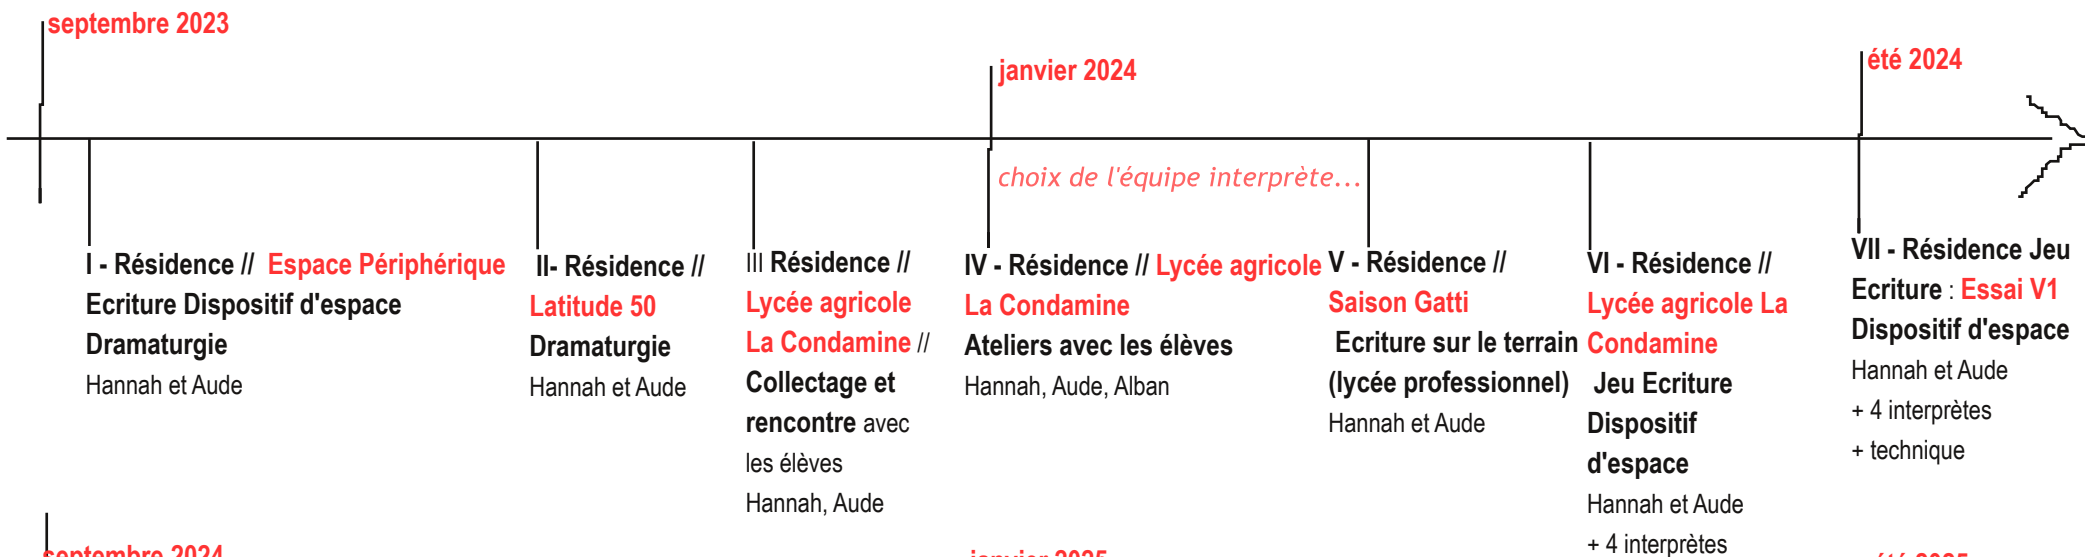 septembre 2023
janvier 2024
été 2024
choix de l'équipe interprète...
I - Résidence // Espace Périphérique
Ecriture Dispositif d'espace
Dramaturgie
Hannah et Aude
II- Résidence //
Latitude 50
Dramaturgie
Hannah et Aude
III Résidence //
Lycée agricole
La Condamine //
Collectage et
rencontre avec
les élèves
Hannah, Aude
IV - Résidence // Lycée agricole
La Condamine
Ateliers avec les élèves
Hannah, Aude, Alban
V - Résidence //
Saison Gatti
Ecriture sur le terrain
(lycée professionnel)
Hannah et Aude
VI - Résidence //
Lycée agricole La
Condamine
Jeu Ecriture
Dispositif
d'espace
Hannah et Aude
+ 4 interprètes
VII - Résidence Jeu
Ecriture : Essai V1
Dispositif d'espace
Hannah et Aude
+ 4 interprètes
+ technique
septembre 2024
janvier 2025
été 2025